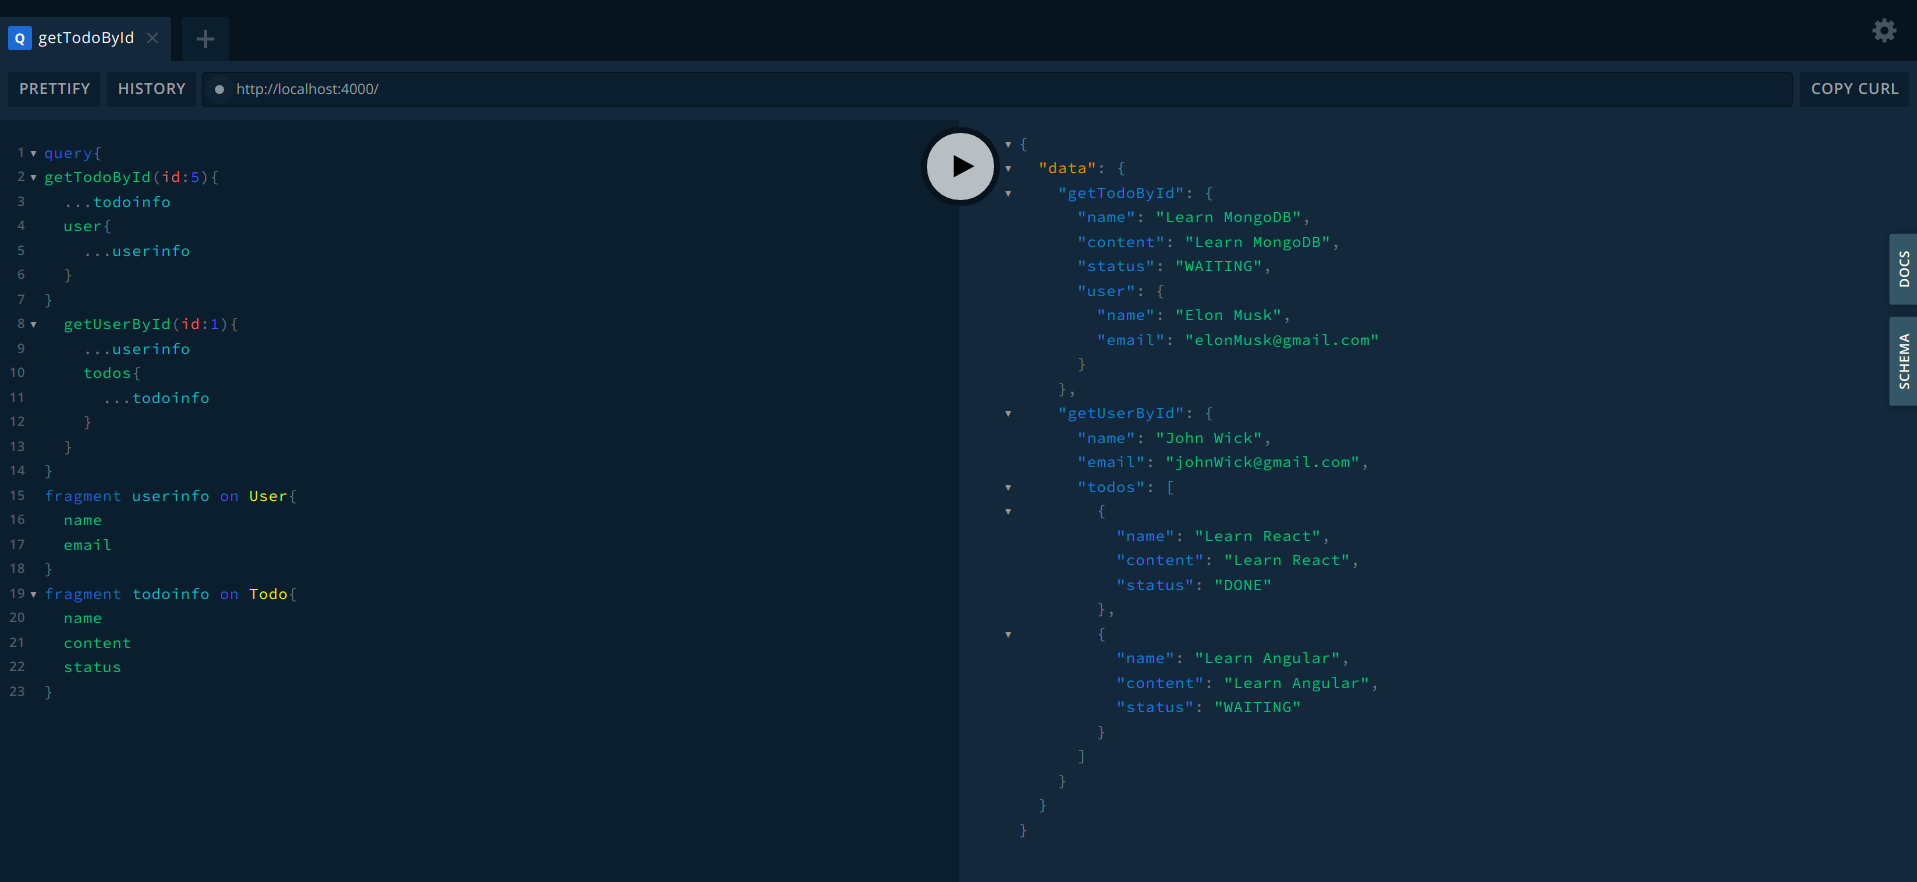 Q getTodoById
PRETTIFY HISTORY http://localhost:4000/ COPY CURL
1 query{
2 getTodoById(id:5){
3 ...todoinfo
4 user{
5 ...userinfo
6 }
7 }
8 getUserById(id:1){
9 ...userinfo
10 todos{
11 ...todoinfo
12 }
13 }
14 }
15 fragment userinfo on User{
16 name
17 email
18 }
19 fragment todoinfo on Todo{
20 name
21 content
22 status
23 }
{
"data": {
"getTodoById": {
"name": "Learn MongoDB",
"content": "Learn MongoDB",
"status": "WAITING",
"user": {
"name": "Elon Musk",
"email": "elonMusk@gmail.com"
}
},
"getUserById": {
"name": "John Wick",
"email": "johnWick@gmail.com",
"todos": [
{
"name": "Learn React",
"content": "Learn React",
"status": "DONE"
},
{
"name": "Learn Angular",
"content": "Learn Angular",
"status": "WAITING"
}
]
}
}
}
DOCS
SCHEMA